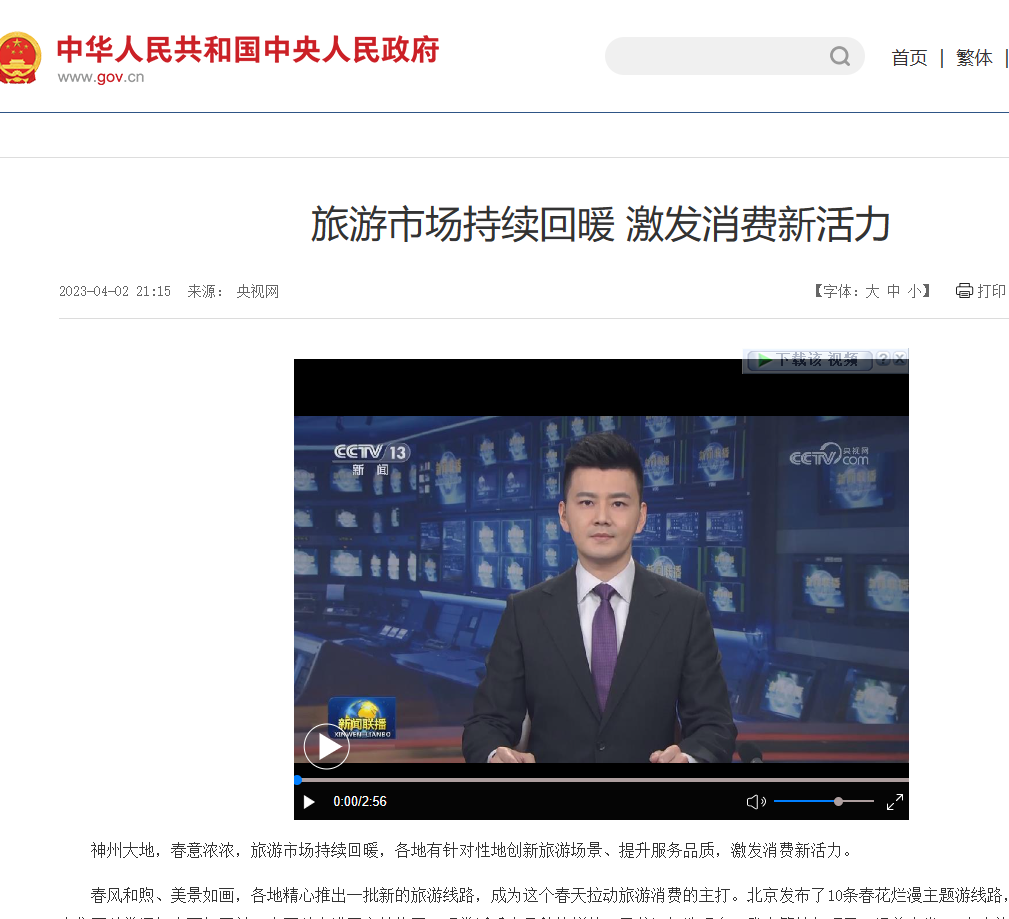 中华人民共和国中央人民政府
www.gov.cn
首页 | 繁体 |
旅游市场持续回暖 激发消费新活力
2023-04-02 21:15 来源： 央视网
【字体：大 中 小】 打印
下载该 视频 ? X
CCTV 13
新闻
央视网
CCTV.com
新闻联播
XINWEN LIANBO
0:00/2:56
神州大地，春意浓浓，旅游市场持续回暖，各地有针对性地创新旅游场景、提升服务品质，激发消费新活力。
春风和煦、美景如画，各地精心推出一批新的旅游线路，成为这个春天拉动旅游消费的主打。北京发布了10条春花烂漫主题游线路，